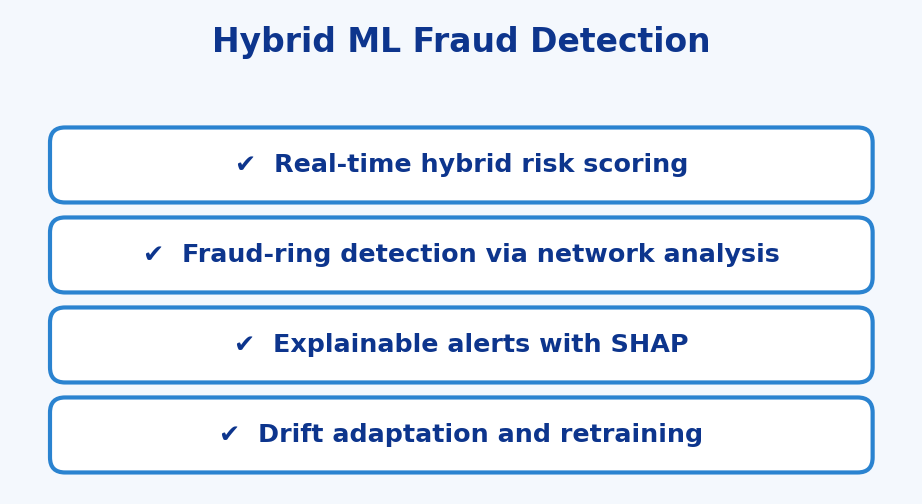 Hybrid ML Fraud Detection
✔ Real-time hybrid risk scoring
✔ Fraud-ring detection via network analysis
✔ Explainable alerts with SHAP
✔ Drift adaptation and retraining